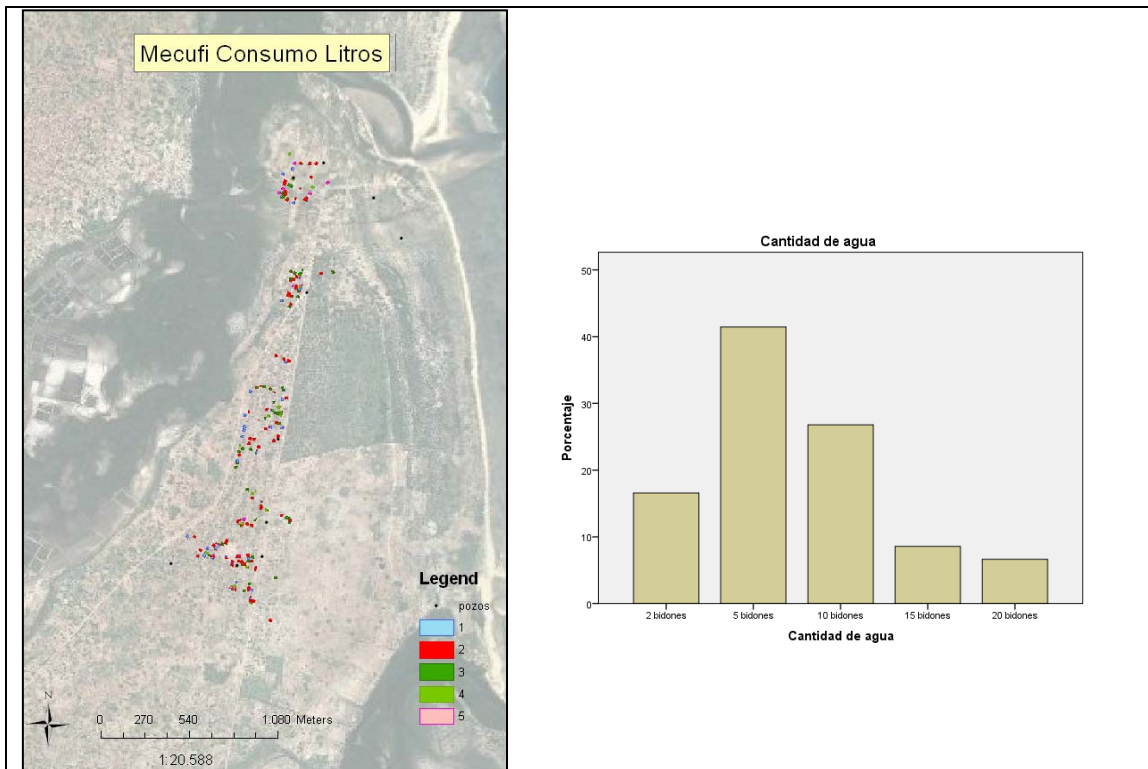 Mecufi Consumo Litros
Legend
pozos
1
2
3
4
5
N
0 270 540 1.080 Meters
1:20.588
Cantidad de agua
50
40
30
20
10
0
Porcentaje
2 bidones 5 bidones 10 bidones 15 bidones 20 bidones
Cantidad de agua